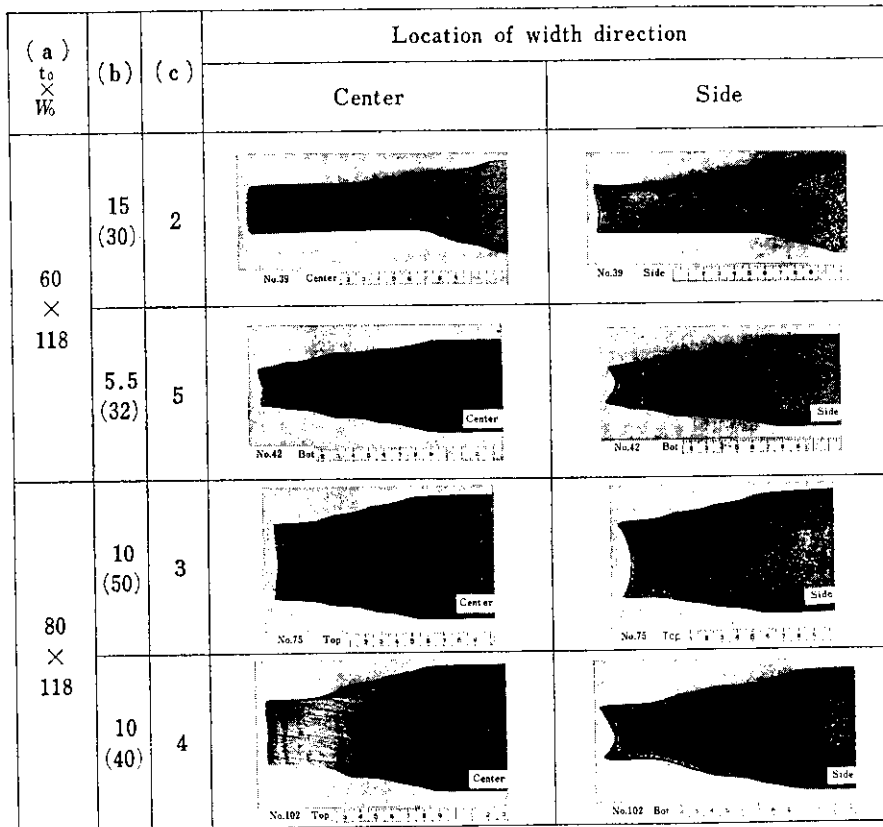 (a)
t₀
×
W₀
(b)
(c)
Location of width direction
Center
Side
60
×
118
15
(30)
2
No.39 Center
No.39 Side
5.5
(32)
5
Center
No.42 Bot
Side
No.42 Bot
80
×
118
10
(50)
3
Center
No.75 Top
Side
No.75 Top
10
(40)
4
Center
No.102 Top
Side
No.102 Bot